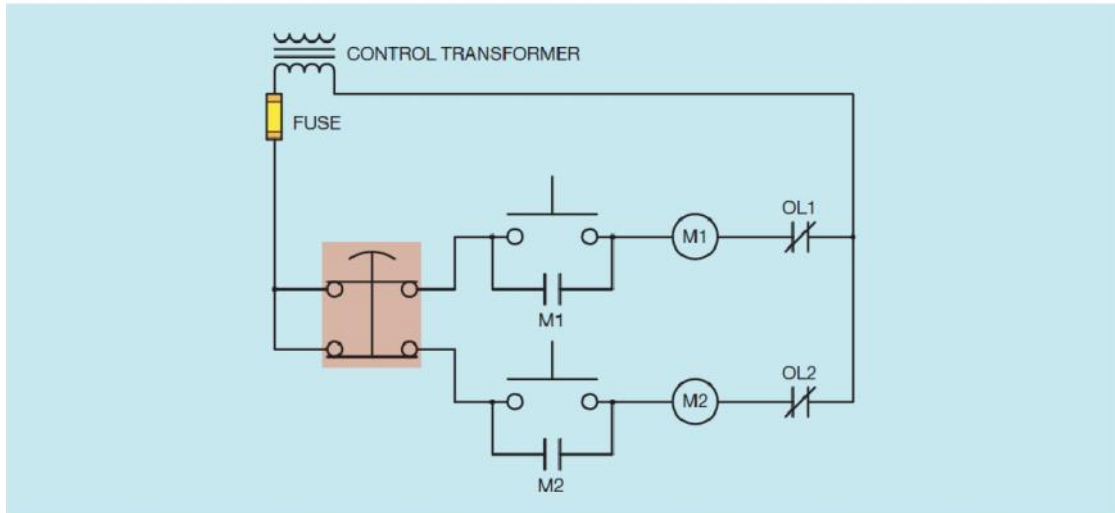 CONTROL TRANSFORMER
FUSE
OL1
M1
M1
OL2
M2
M2